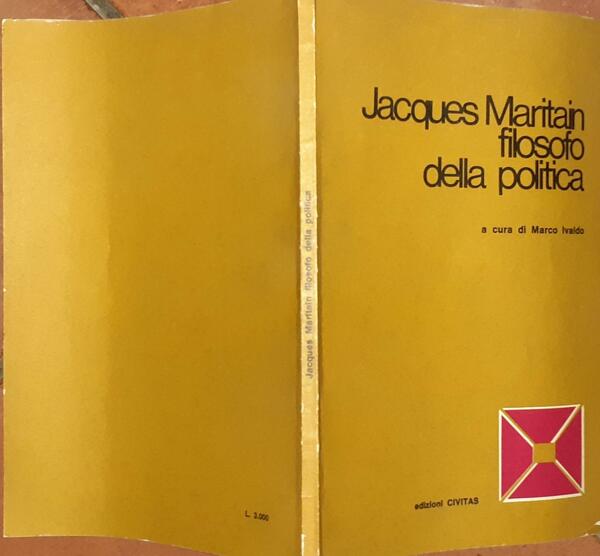 Jacques Maritain
filosofo
della politica
a cura di Marco Ivaldo
edizioni CIVITAS
Jacques Maritain filosofo della politica
L. 3.000